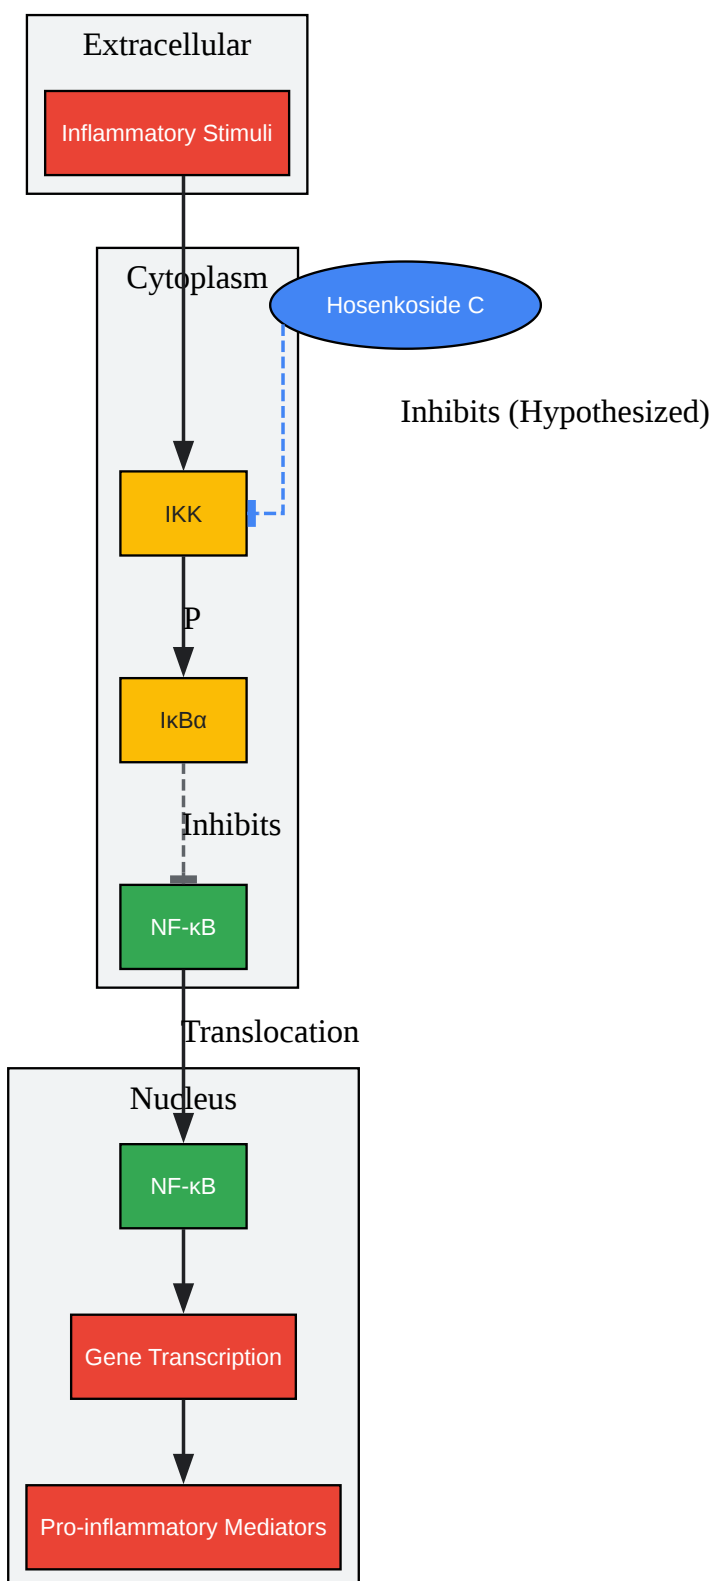 Extracellular
Inflammatory Stimuli
Cytoplasm
Hosenkoside C
Inhibits (Hypothesized)
IKK
P
IκBα
Inhibits
NF-κB
Translocation
Nucleus
NF-κB
Gene Transcription
Pro-inflammatory Mediators